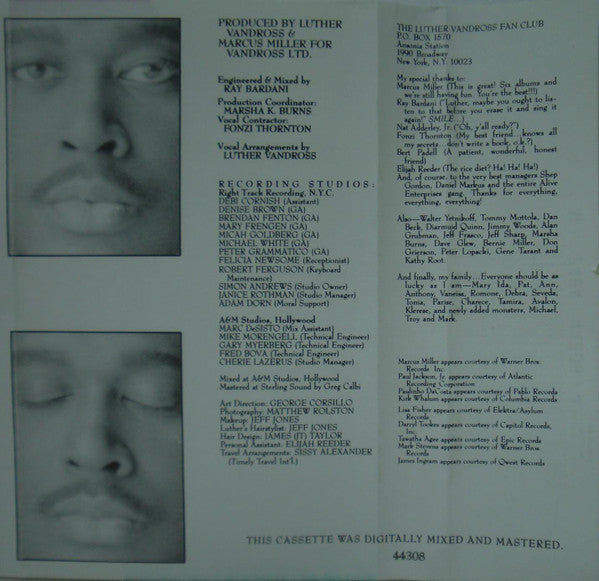 PRODUCED BY LUTHER
VANDROSS &
MARCUS MILLER FOR
VANDROSS LTD.
Engineered & Mixed by
RAY BARDANI
Production Coordinator:
MARSHA K. BURNS
Vocal Contractor:
FONZI THORNTON
Vocal Arrangements by
LUTHER VANDROSS
RECORDING STUDIOS:
Right Track Recording, N.Y.C.
DEBI CORNISH (Assistant)
DENISE BROWN (GA)
BRENDAN FENTON (GA)
MARY FRENGEN (GA)
MICAH GOLDBERG (GA)
MICHAEL WHITE (GA)
PETER GRAMMATICO (GA)
FELICIA NEWSOME (Receptionist)
ROBERT FERGUSON (Keyboard
Maintenance)
SIMON ANDREWS (Studio Owner)
JANICE ROTHMAN (Studio Manager)
ADAM DORN (Moral Support)
A&M Studios, Hollywood
MARC DeSISTO (Mix Assistant)
MIKE MORENGELL (Technical Engineer)
GARY MYERBERG (Technical Engineer)
FRED BOVA (Technical Engineer)
CHERIE LAZERUS (Studio Manager)
Mixed at A&M Studios, Hollywood
Mastered at Sterling Sound by Greg Calbi
Art Direction: GEORGE CORSILLO
Photography: MATTHEW ROLSTON
Makeup: JEFF JONES
Luther's Hairstylist: JEFF JONES
Hair Design: JAMES (JT) TAYLOR
Personal Assistant: ELIJAH REEDER
Travel Arrangements: SISSY ALEXANDER
(Timely Travel Int'l.)
THE LUTHER VANDROSS FAN CLUB
P.O. BOX 1570
Ansonia Station
1990 Broadway
New York, N.Y. 10023
My special thanks to:
Marcus Miller (This is great! Six albums and
we're still having fun. You're the best!!!)
Ray Bardani ("Luther, maybe you ought to lis-
ten to that before you erase it and sing it
again!" SMILE...)
Nat Adderley, Jr. ("Oh, y'all ready?")
Fonzi Thornton (My best friend...knows all
my secrets...don't write a book, o.k.?)
Bert Padell (A patient, wonderful, honest
friend)
Elijah Reeder (The rice diet? Ha! Ha! Ha!)
And, of course, to the very best managers Shep
Gordon, Daniel Markus and the entire Alive
Enterprises gang. Thanks for everything,
everything, everything!
Also—Walter Yetnikoff, Tommy Mottola, Dan
Beck, Diarmuid Quinn, Jimmy Woods, Alan
Grubman, Jeff Franco, Jeff Sharp, Marsha
Burns, Dave Glew, Bernie Miller, Don
Grierson, Peter Lopacki, Gene Tarant and
Kathy Root.
And finally, my family...Everyone should be as
lucky as I am—Mary Ida, Pat, Ann,
Anthony, Vanessa, Romone, Debra, Seveda,
Tonia, Parise, Charece, Tamira, Avalon,
Klerese, and newly added monsters, Michael,
Troy and Mark.
Marcus Miller appears courtesy of Warner Bros.
Records Inc.
Paul Jackson, Jr. appears courtesy of Atlantic
Recording Corporation
Paulinho DaCosta appears courtesy of Pablo Records
Kirk Whalum appears courtesy of Columbia Records
Lisa Fisher appears courtesy of Elektra/Asylum
Records
Darryl Tookes appears courtesy of Capitol Records,
Inc.
Tawatha Agee appears courtesy of Epic Records
Mark Stevens appears courtesy of Warner Bros.
Records
James Ingram appears courtesy of Qwest Records
THIS CASSETTE WAS DIGITALLY MIXED AND MASTERED.
44308